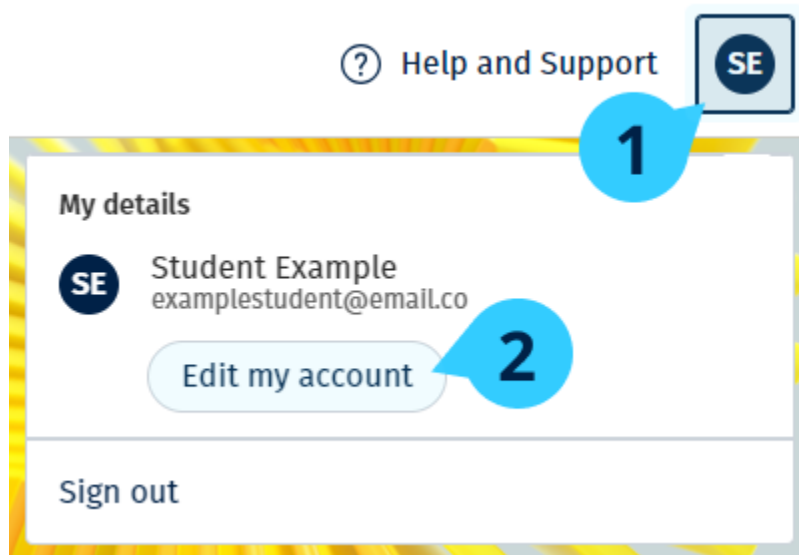 Help and Support SE
1
My details
SE Student Example
examplestudent@email.co
Edit my account 2
Sign out